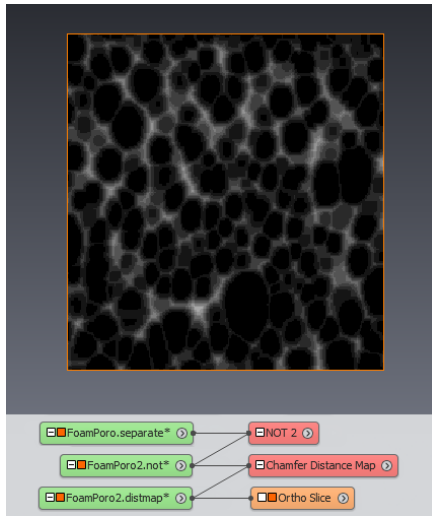 FoamPoro.separate* NOT 2
FoamPoro2.not* Chamfer Distance Map
FoamPoro2.distmap* Ortho Slice